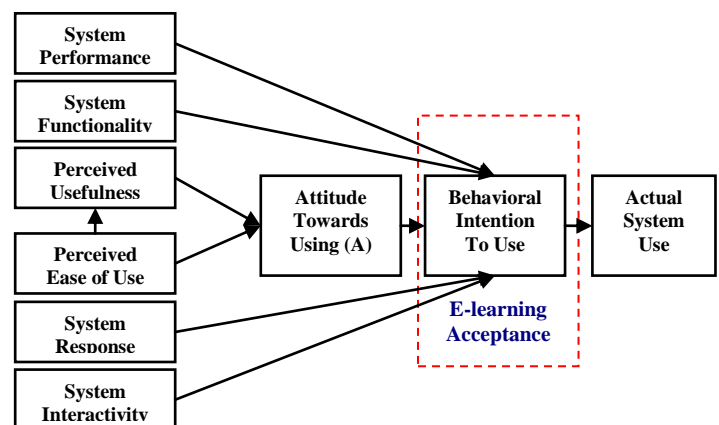 System
Performance
System
Functionality
Perceived
Usefulness
Perceived
Ease of Use
System
Response
System
Interactivity
Attitude
Towards
Using (A)
Behavioral
Intention
To Use
E-learning
Acceptance
Actual
System
Use